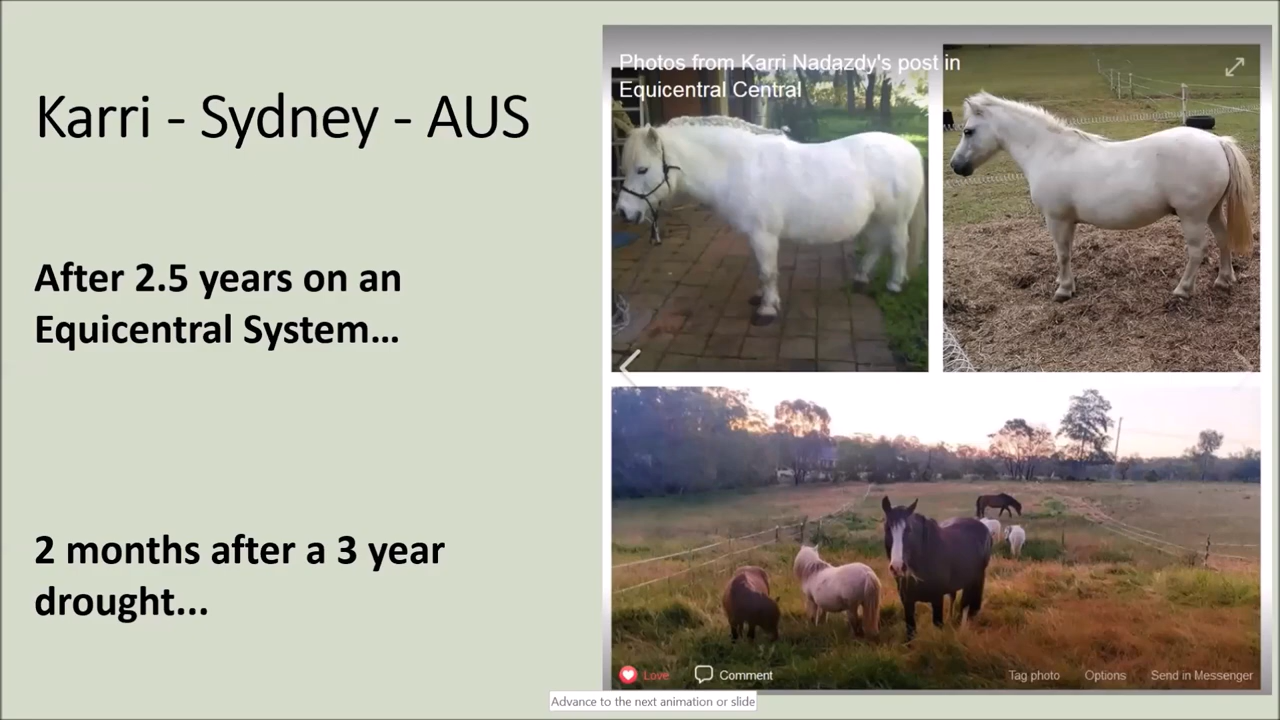 Karri - Sydney - AUS
After 2.5 years on an
Equicentral System...
2 months after a 3 year
drought...
Photos from Karri Nadazdy's post in
Equicentral Central
Love
Comment
Tag photo
Options
Send in Messenger
Advance to the next animation or slide